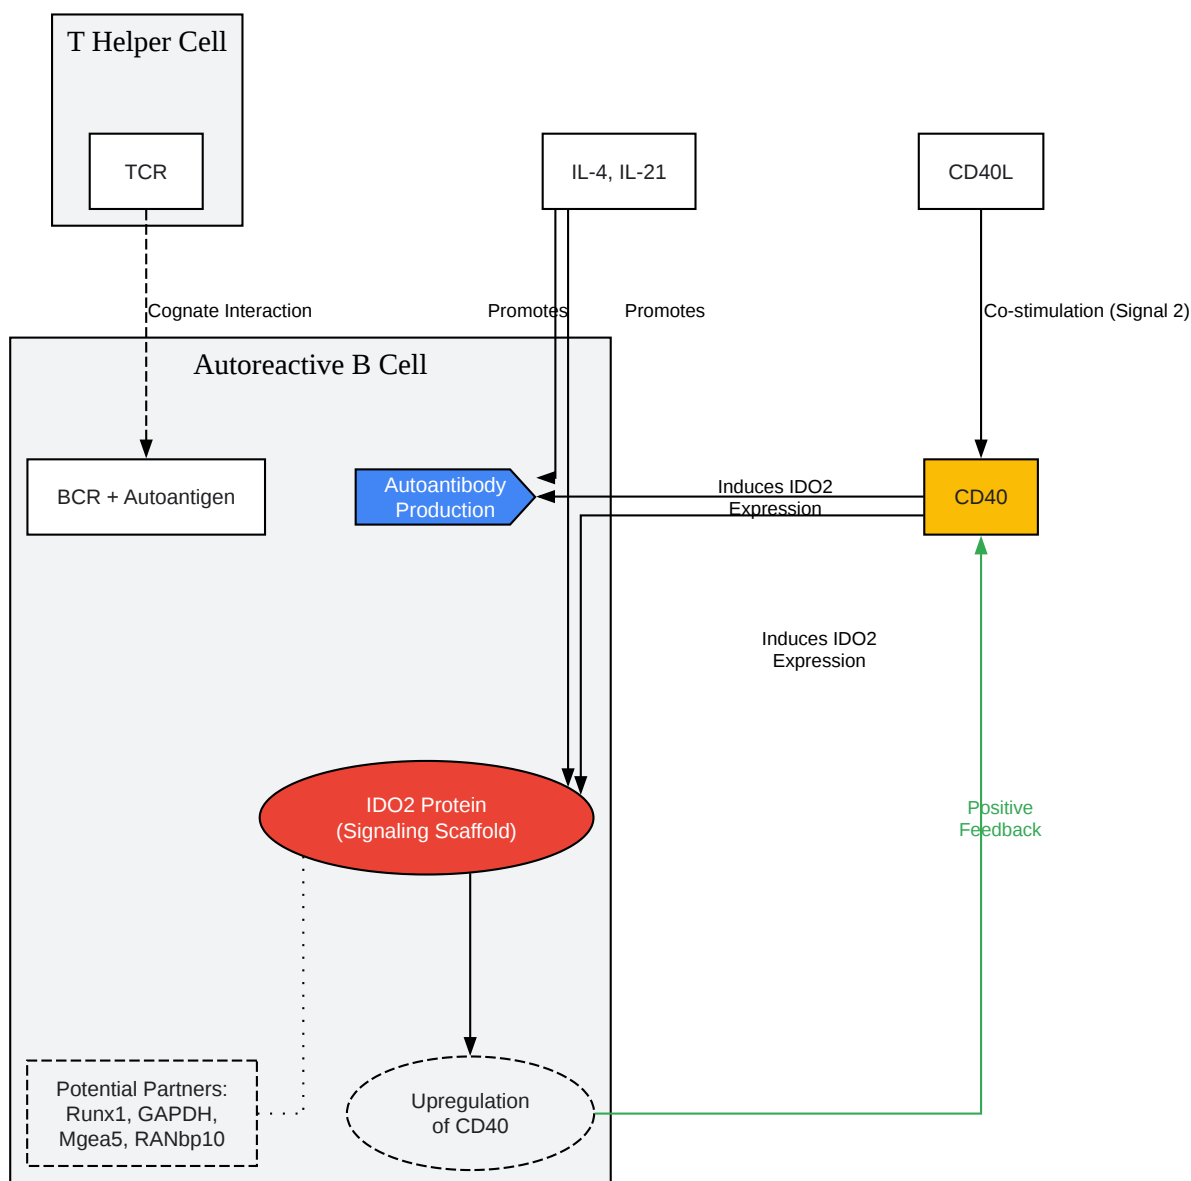 T Helper Cell
TCR
IL-4, IL-21
CD40L
Cognate Interaction
Promotes
Promotes
Co-stimulation (Signal 2)
Autoreactive B Cell
BCR + Autoantigen
Autoantibody
Production
Induces IDO2
Expression
CD40
Induces IDO2
Expression
IDO2 Protein
(Signaling Scaffold)
Positive
Feedback
Potential Partners:
Runx1, GAPDH,
Mgea5, RANbp10
Upregulation
of CD40